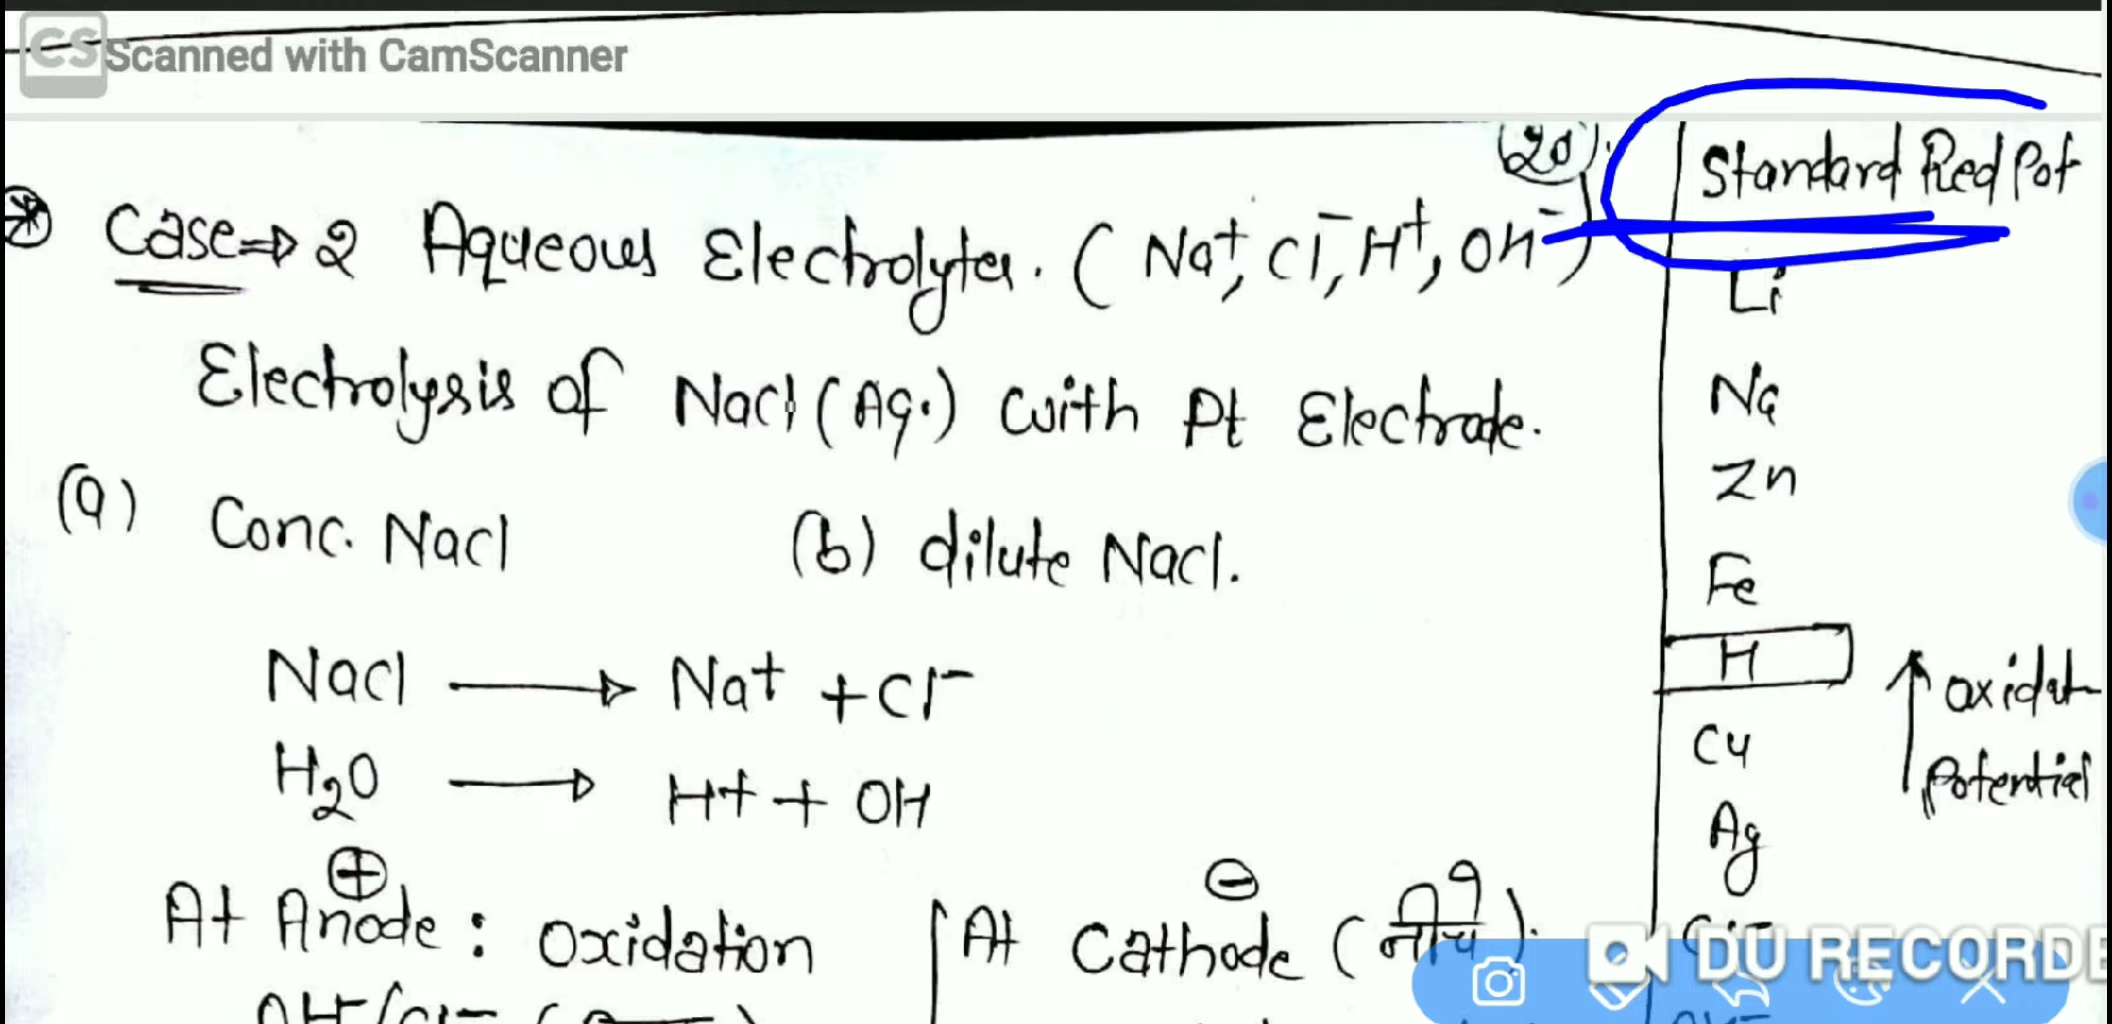 CS Scanned with CamScanner
(20)
Case⇒2 Aqueous Electrolytes. (Na+, Cl-, H+, OH-)
Electrolysis of Nacl (Aq.) with Pt Electrode.
(a) Conc. Nacl (b) dilute Nacl.
Nacl → Na+ + Cl-
H2O → H+ + OH
⊕ ⊖
At Anode : Oxidation
At Cathode (
Standard Red Pot
Li
Na
Zn
Fe
H
Cu
Ag
oxidat
Potential
DU RECORDE